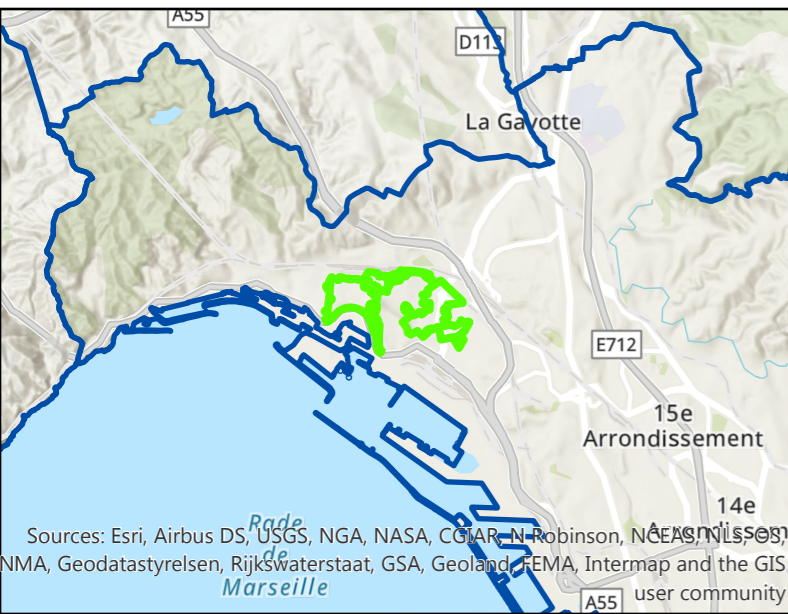 A55
D113
La Gavotte
E712
15e
Arrondissement
14e
Rade
de
Marseille
Sources: Esri, Airbus DS, USGS, NGA, NASA, CGIAR, N Robinson, NCEAS, NLS, OS,
NMA, Geodatastyrelsen, Rijkswaterstaat, GSA, Geoland, FEMA, Intermap and the GIS
user community
A55